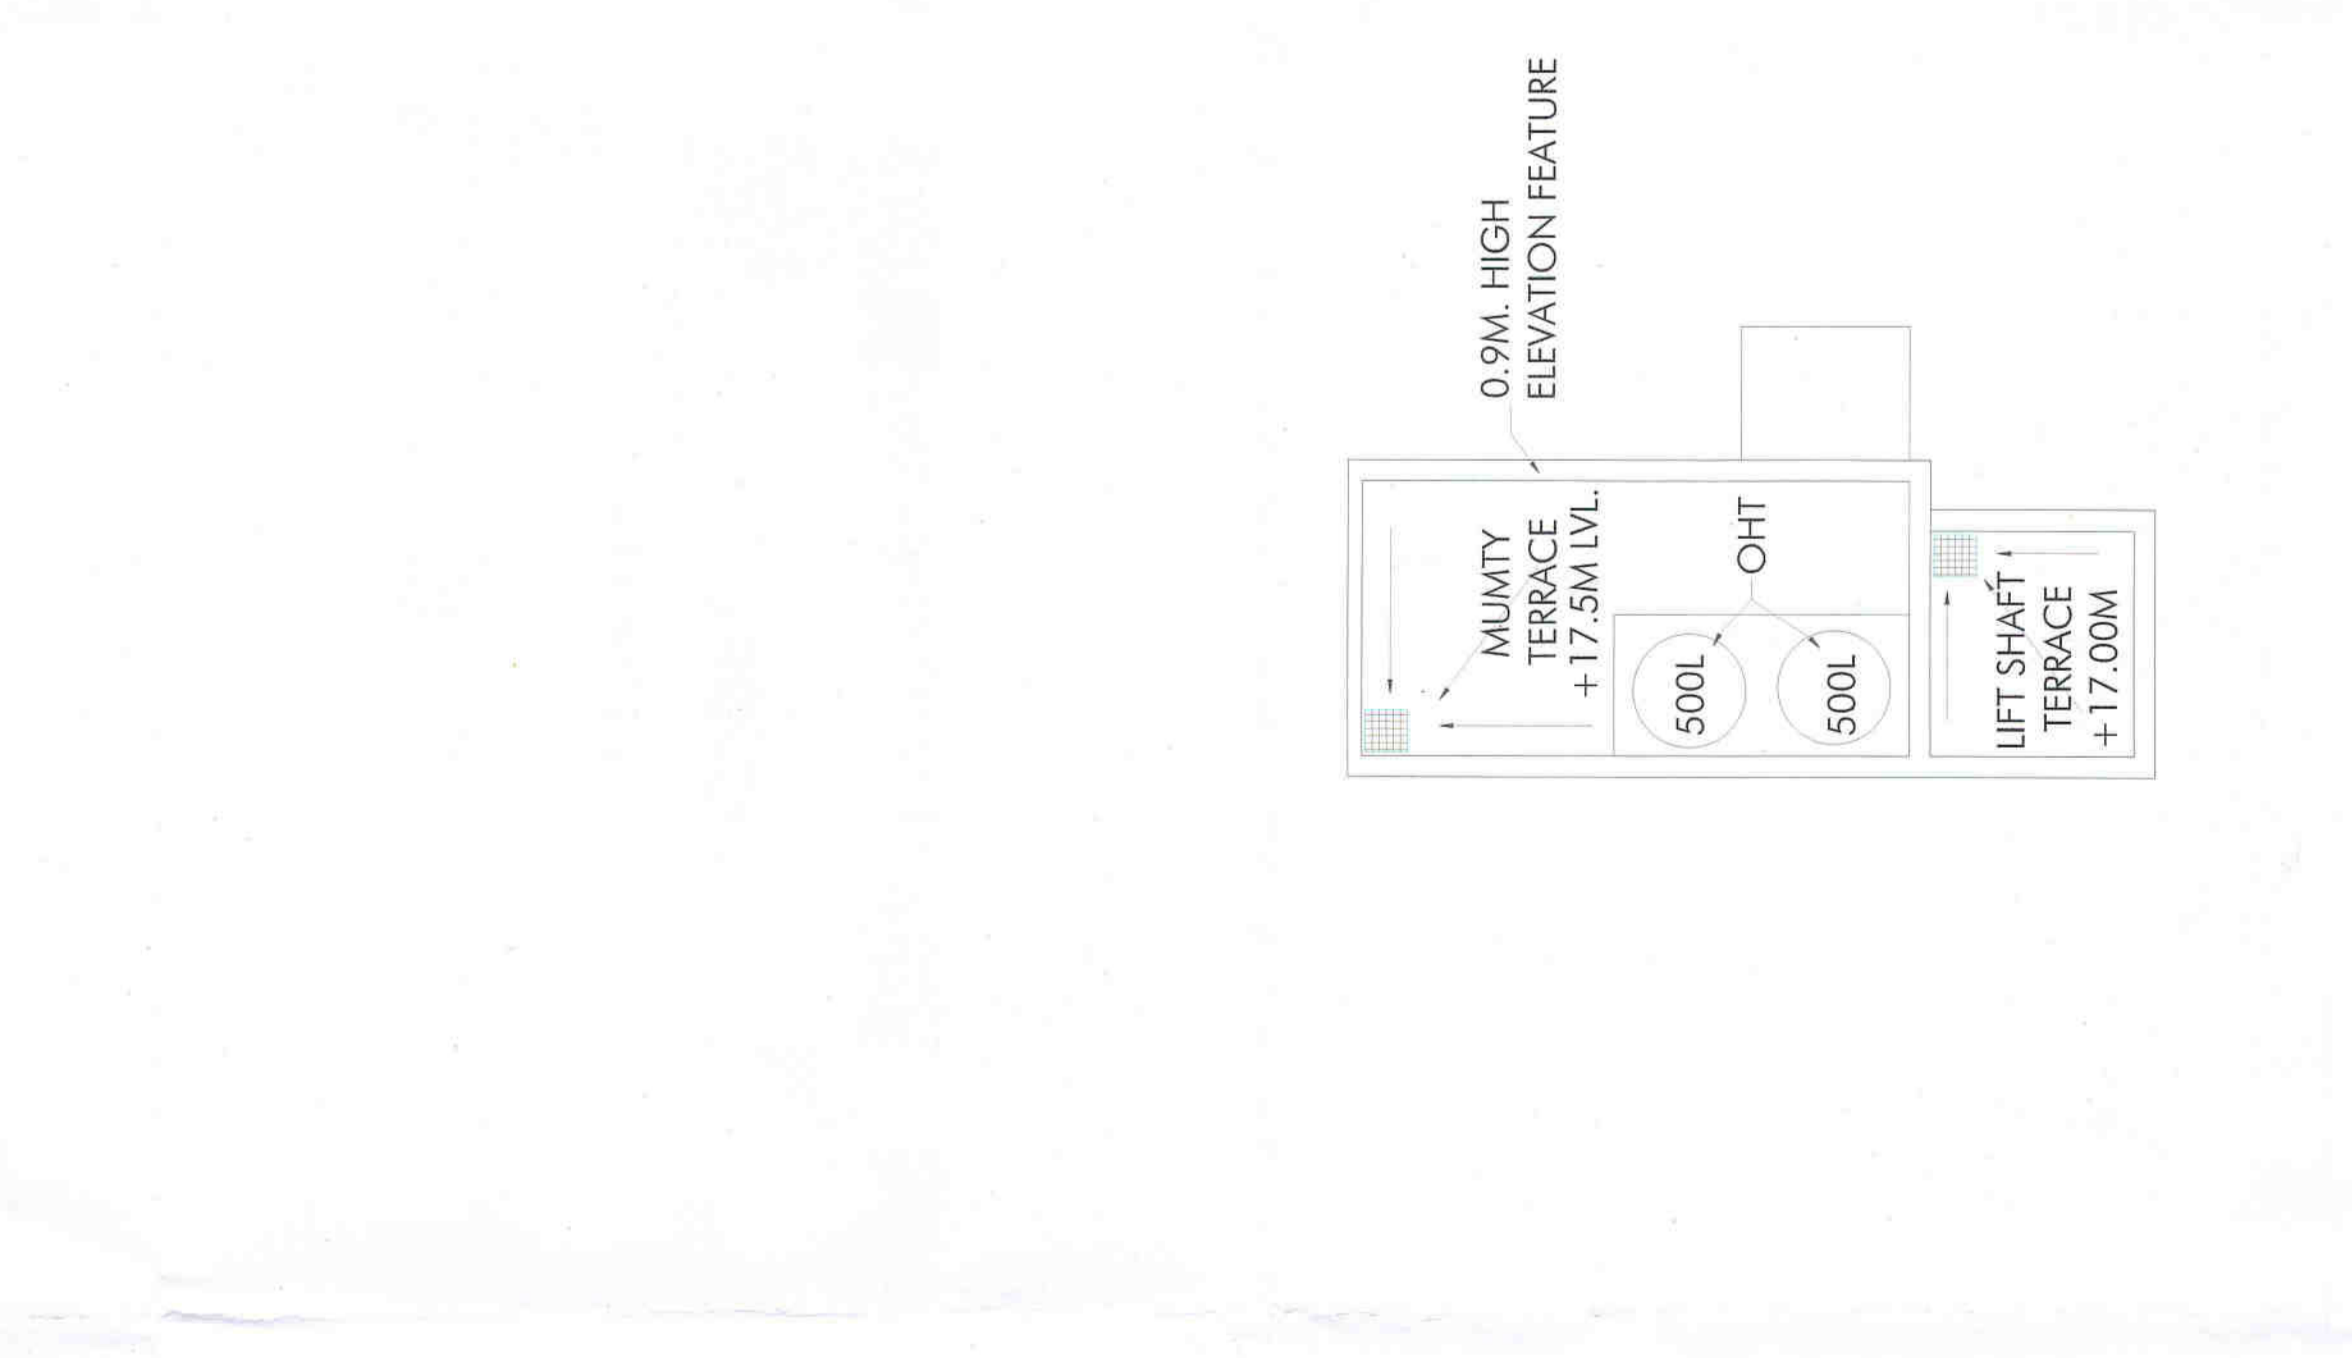 0.9M. HIGH
ELEVATION FEATURE
MUMTY
TERRACE
+17.5M LVL.
OHT
500L
500L
LIFT SHAFT
TERRACE
+17.00M